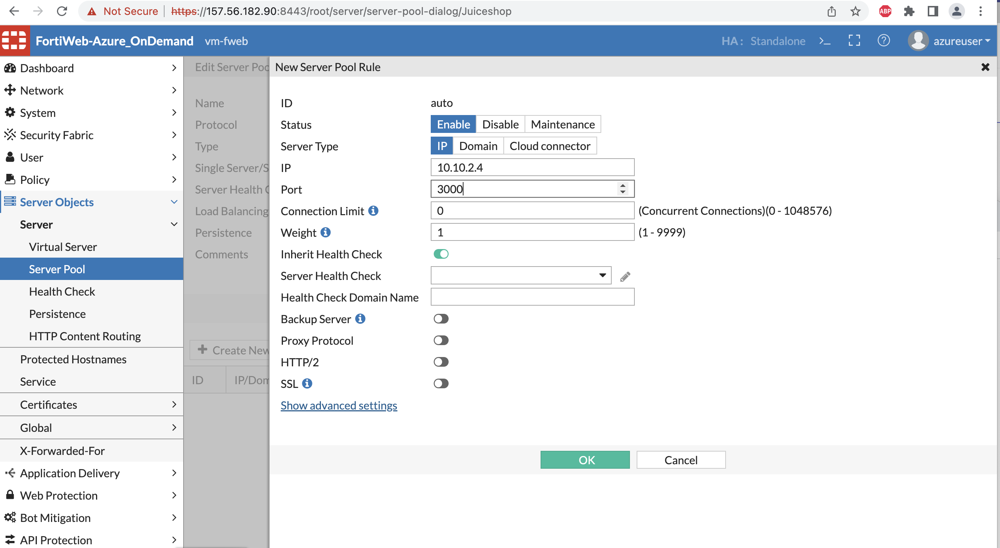 Not Secure https://157.56.182.90:8443/root/server/server-pool-dialog/Juiceshop
ABP
FortiWeb-Azure_OnDemand vm-fweb HA: Standalone >_ ? azureuser
Dashboard
Network
System
Security Fabric
User
Policy
Server Objects
Server
Virtual Server
Server Pool
Health Check
Persistence
HTTP Content Routing
Protected Hostnames
Service
Certificates
Global
X-Forwarded-For
Application Delivery
Web Protection
Bot Mitigation
API Protection
Edit Server Poo
Name
Protocol
Type
Single Server/S
Server Health C
Load Balancing
Persistence
Comments
+ Create New
ID IP/Dom
New Server Pool Rule
ID auto
Status Enable Disable Maintenance
Server Type IP Domain Cloud connector
IP 10.10.2.4
Port 3000
Connection Limit i 0 (Concurrent Connections)(0 - 1048576)
Weight i 1 (1 - 9999)
Inherit Health Check
Server Health Check
Health Check Domain Name
Backup Server i
Proxy Protocol
HTTP/2
SSL i
Show advanced settings
OK Cancel